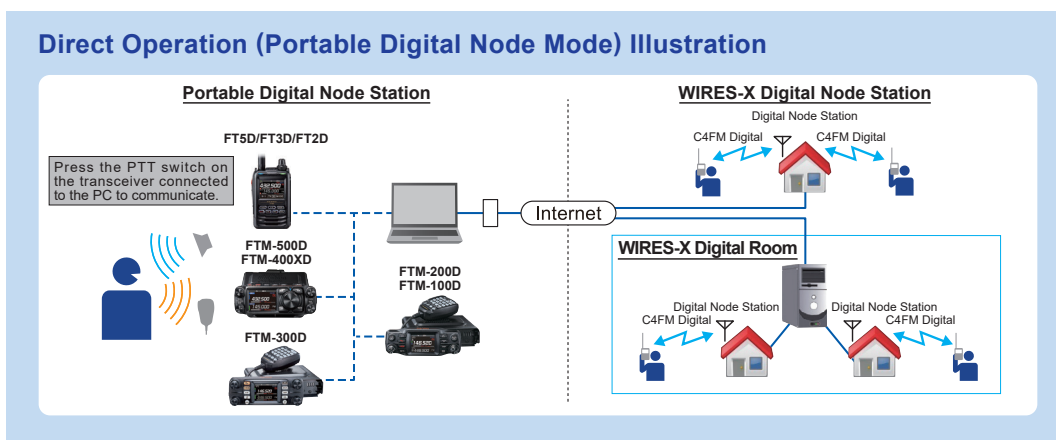 Direct Operation (Portable Digital Node Mode) Illustration
Portable Digital Node Station
FT5D/FT3D/FT2D
Press the PTT switch on
the transceiver connected
to the PC to communicate.
FTM-500D
FTM-400XD
FTM-200D
FTM-100D
FTM-300D
Internet
WIRES-X Digital Node Station
Digital Node Station
C4FM Digital
C4FM Digital
WIRES-X Digital Room
Digital Node Station
C4FM Digital
Digital Node Station
C4FM Digital